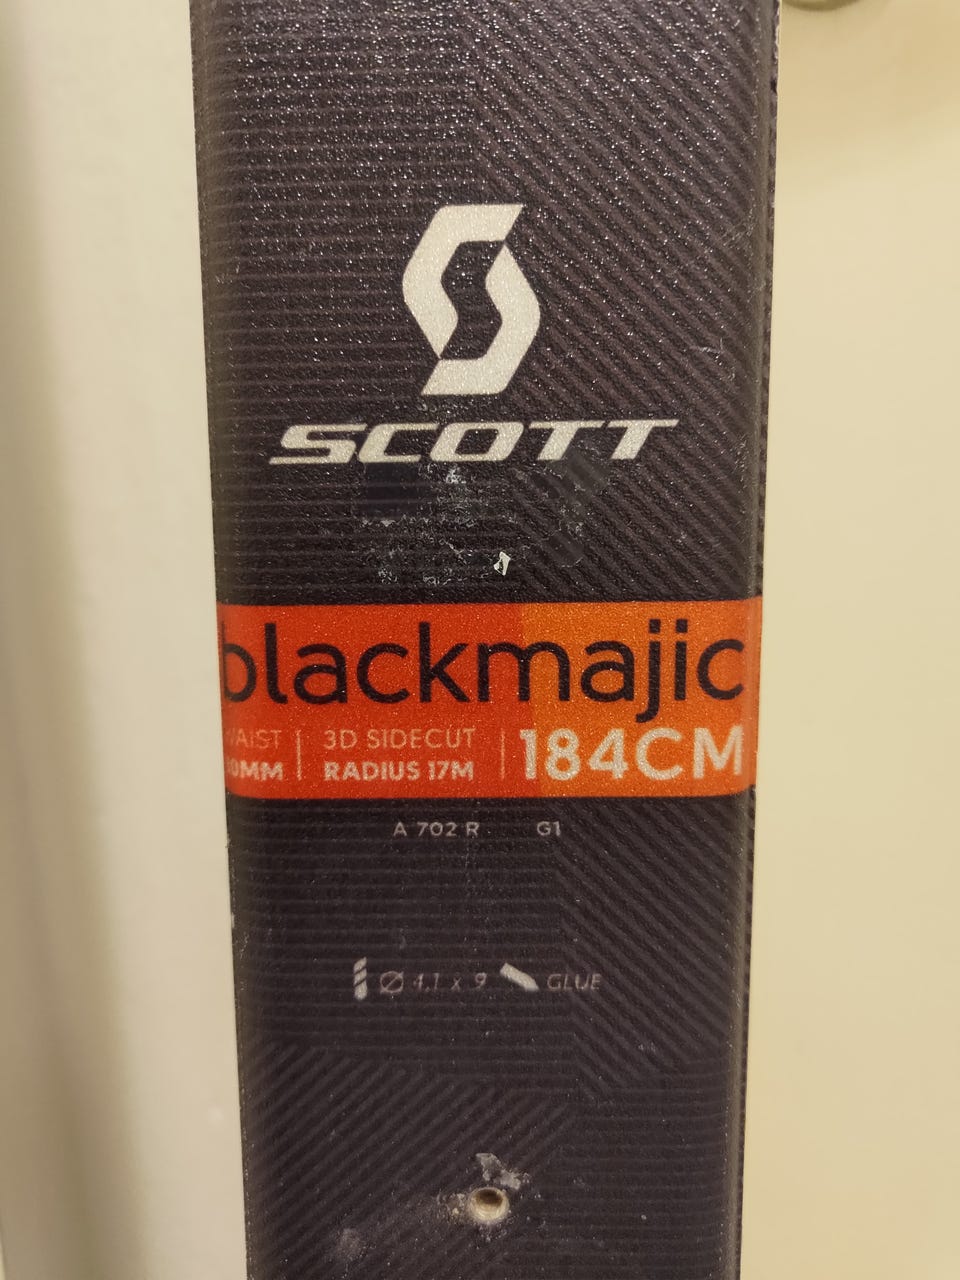 SCOTT
blackmajic
3D SIDECUT 184CM
RADIUS 17M
A 702 R G1
Ø 4.1 x 9 GLUE